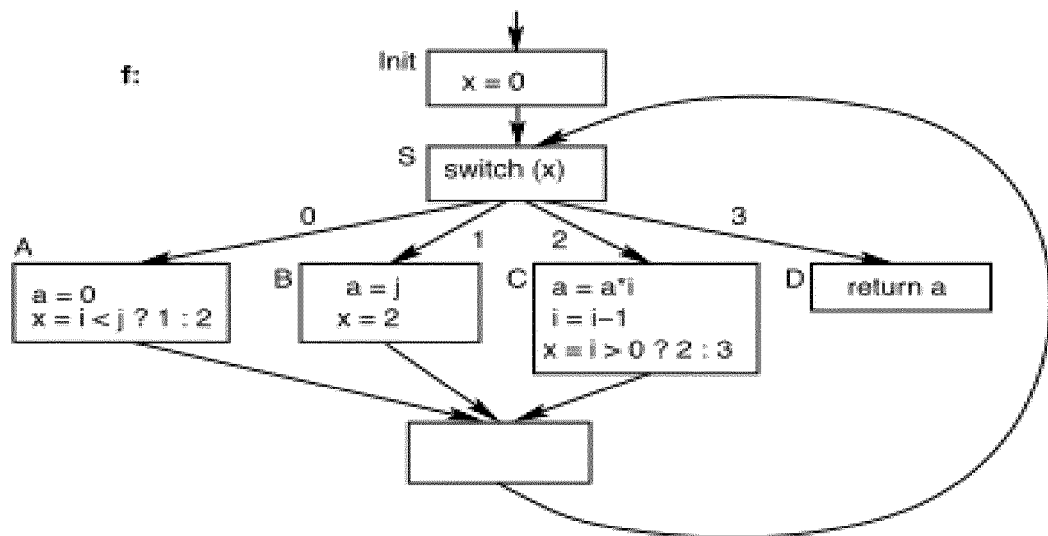 f:
Init
x = 0
S
switch (x)
0
1
2
3
A
a = 0
x = i < j ? 1 : 2
B
a = j
x = 2
C
a = a*i
i = i-1
x = i > 0 ? 2 : 3
D
return a